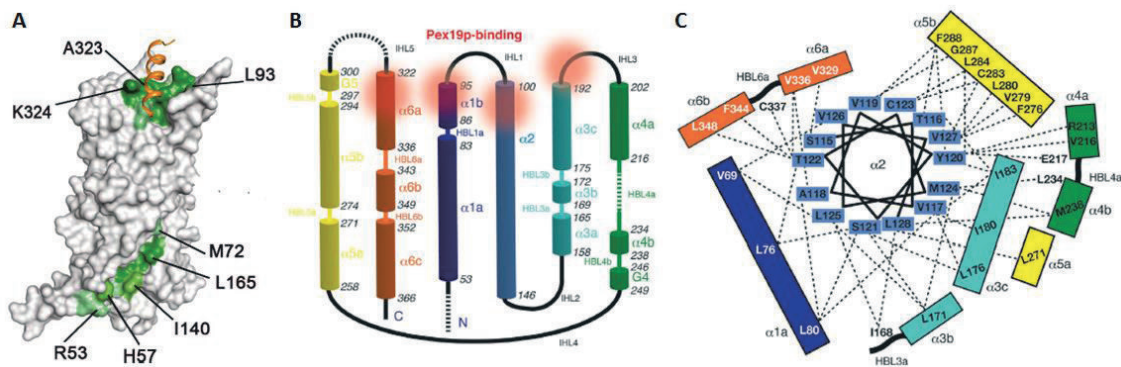 A
A323
K324
L93
M72
L165
I140
R53
H57
B
Pex19p-binding
IHL5
IHL1
IHL3
300
G5
297
HBL5b
294
α5b
274
HBL5a
271
α5a
258
322
α6a
336
HBL6a
343
α6b
349
HBL6b
352
α6c
366
C
95
α1b
86
HBL1a
83
α1a
53
N
100
α2
146
IHL2
192
α3c
175
HBL3b
172
α3b
169
HBL3a
165
α3a
158
202
α4a
216
HBL4a
234
α4b
238
HBL4b
246
G4
249
IHL4
C
α5b
F288
G287
L284
C283
L280
V279
F276
α6a
V329
V336
HBL6a
C337
α6b
F344
L348
α4a
R213
V216
E217
L234
HBL4a
M238
α4b
V119
C123
V126
T116
S115
V127
T122
α2
Y120
A118
M124
L125
V117
S121
L128
V69
L76
L80
α1a
I183
I180
L176
α3c
L271
α5a
L171
α3b
I168
HBL3a